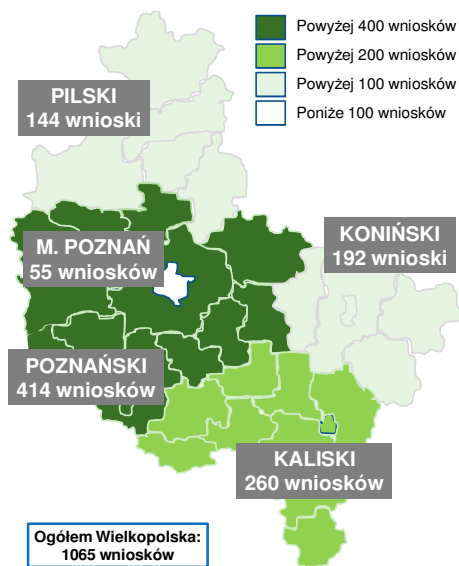 Powyżej 400 wniosków
Powyżej 200 wniosków
Powyżej 100 wniosków
Poniże 100 wniosków
PILSKI
144 wnioski
M. POZNAŃ
55 wniosków
KONIŃSKI
192 wnioski
POZNAŃSKI
414 wniosków
KALISKI
260 wniosków
Ogółem Wielkopolska:
1065 wniosków